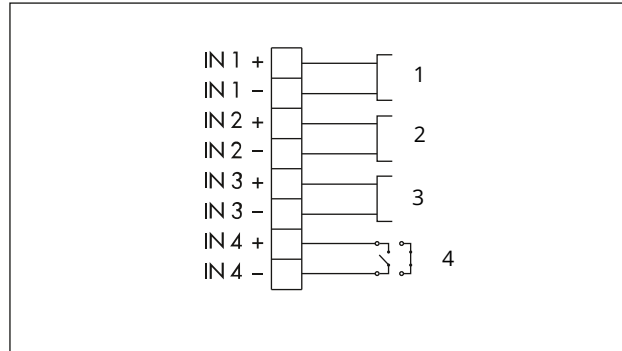 IN 1 +
IN 1 – 1
IN 2 +
IN 2 – 2
IN 3 +
IN 3 – 3
IN 4 +
IN 4 – 4